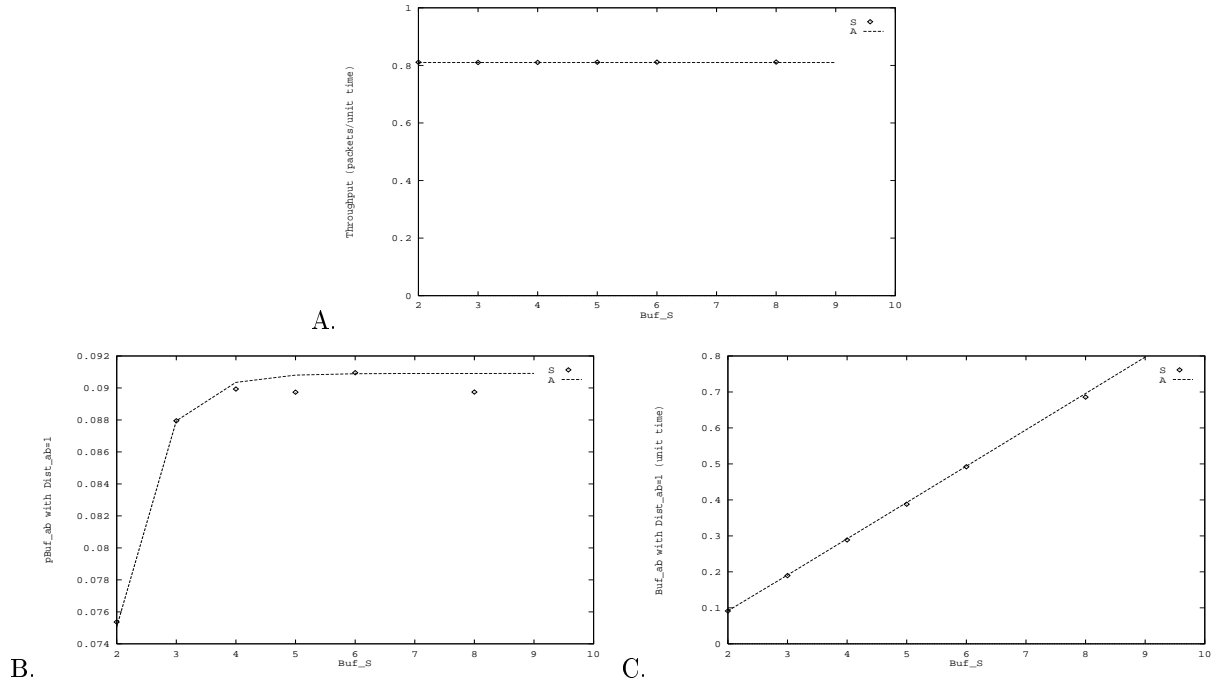 Throughput (packets/unit time)
1
0.8
0.6
0.4
0.2
0
S
A
2 3 4 5 6 7 8 9 10
Buf_S
A.
pBuf_ab with Dist_ab=1
0.092
0.09
0.088
0.086
0.084
0.082
0.08
0.078
0.076
0.074
S
A
2 3 4 5 6 7 8 9 10
Buf_S
B.
Buf_ab with Dist_ab=1 (unit time)
0.8
0.7
0.6
0.5
0.4
0.3
0.2
0.1
0
S
A
2 3 4 5 6 7 8 9 10
Buf_S
C.